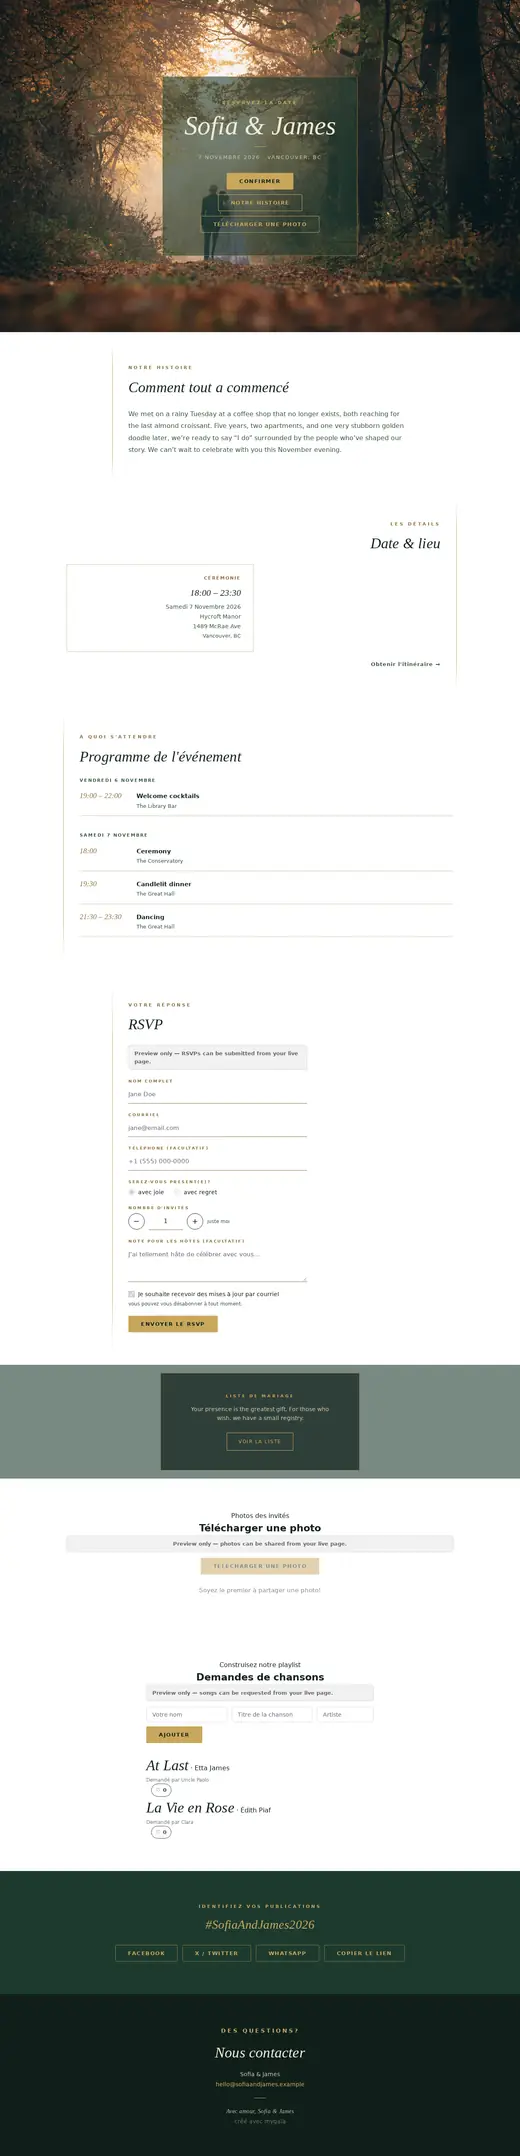 RÉSERVEZ LA DATE
Sofia & James
7 NOVEMBRE 2026 · VANCOUVER, BC
CONFIRMER
NOTRE HISTOIRE
TÉLÉCHARGER UNE PHOTO
NOTRE HISTOIRE
Comment tout a commencé
We met on a rainy Tuesday at a coffee shop that no longer exists, both reaching for
the last almond croissant. Five years, two apartments, and one very stubborn golden
doodle later, we're ready to say "I do" surrounded by the people who've shaped our
story. We can't wait to celebrate with you this November evening.
LES DÉTAILS
Date & lieu
CÉRÉMONIE
18:00 – 23:30
Samedi 7 Novembre 2026
Hycroft Manor
1489 McRae Ave
Vancouver, BC
Obtenir l'itinéraire →
À QUOI S'ATTENDRE
Programme de l'événement
VENDREDI 6 NOVEMBRE
19:00 – 22:00 Welcome cocktails
The Library Bar
SAMEDI 7 NOVEMBRE
18:00 Ceremony
The Conservatory
19:30 Candlelit dinner
The Great Hall
21:30 – 23:30 Dancing
The Great Hall
VOTRE RÉPONSE
RSVP
Preview only — RSVPs can be submitted from your live
page.
NOM COMPLET
Jane Doe
COURRIEL
jane@email.com
TÉLÉPHONE (FACULTATIF)
+1 (555) 000-0000
SEREZ-VOUS PRÉSENT(E)?
avec joie avec regret
NOMBRE D'INVITÉS
− 1 + juste moi
NOTE POUR LES HÔTES (FACULTATIF)
J'ai tellement hâte de célébrer avec vous...
Je souhaite recevoir des mises à jour par courriel
vous pouvez vous désabonner à tout moment.
ENVOYER LE RSVP
LISTE DE MARIAGE
Your presence is the greatest gift. For those who
wish, we have a small registry.
VOIR LA LISTE
Photos des invités
Télécharger une photo
Preview only — photos can be shared from your live page.
TÉLÉCHARGER UNE PHOTO
Soyez le premier à partager une photo!
Construisez notre playlist
Demandes de chansons
Preview only — songs can be requested from your live page.
Votre nom Titre de la chanson Artiste
AJOUTER
At Last · Etta James
Demandé par Uncle Paolo
0
La Vie en Rose · Édith Piaf
Demandé par Clara
0
IDENTIFIEZ VOS PUBLICATIONS
#SofiaAndJames2026
FACEBOOK X / TWITTER WHATSAPP COPIER LE LIEN
DES QUESTIONS?
Nous contacter
Sofia & James
hello@sofiaandjames.example
Avec amour, Sofia & James
créé avec myqala